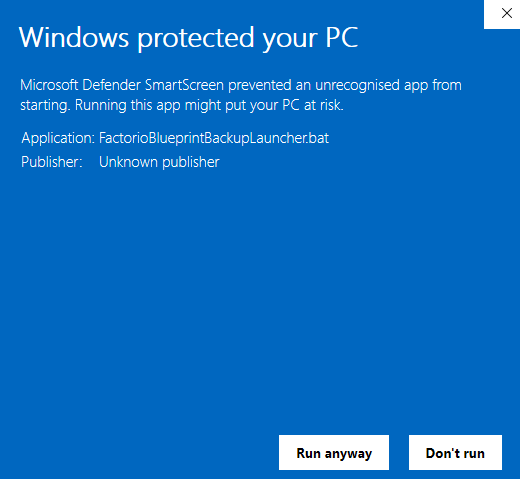 Windows protected your PC
Microsoft Defender SmartScreen prevented an unrecognised app from
starting. Running this app might put your PC at risk.
Application: FactorioBlueprintBackupLauncher.bat
Publisher: Unknown publisher
Run anyway Don't run